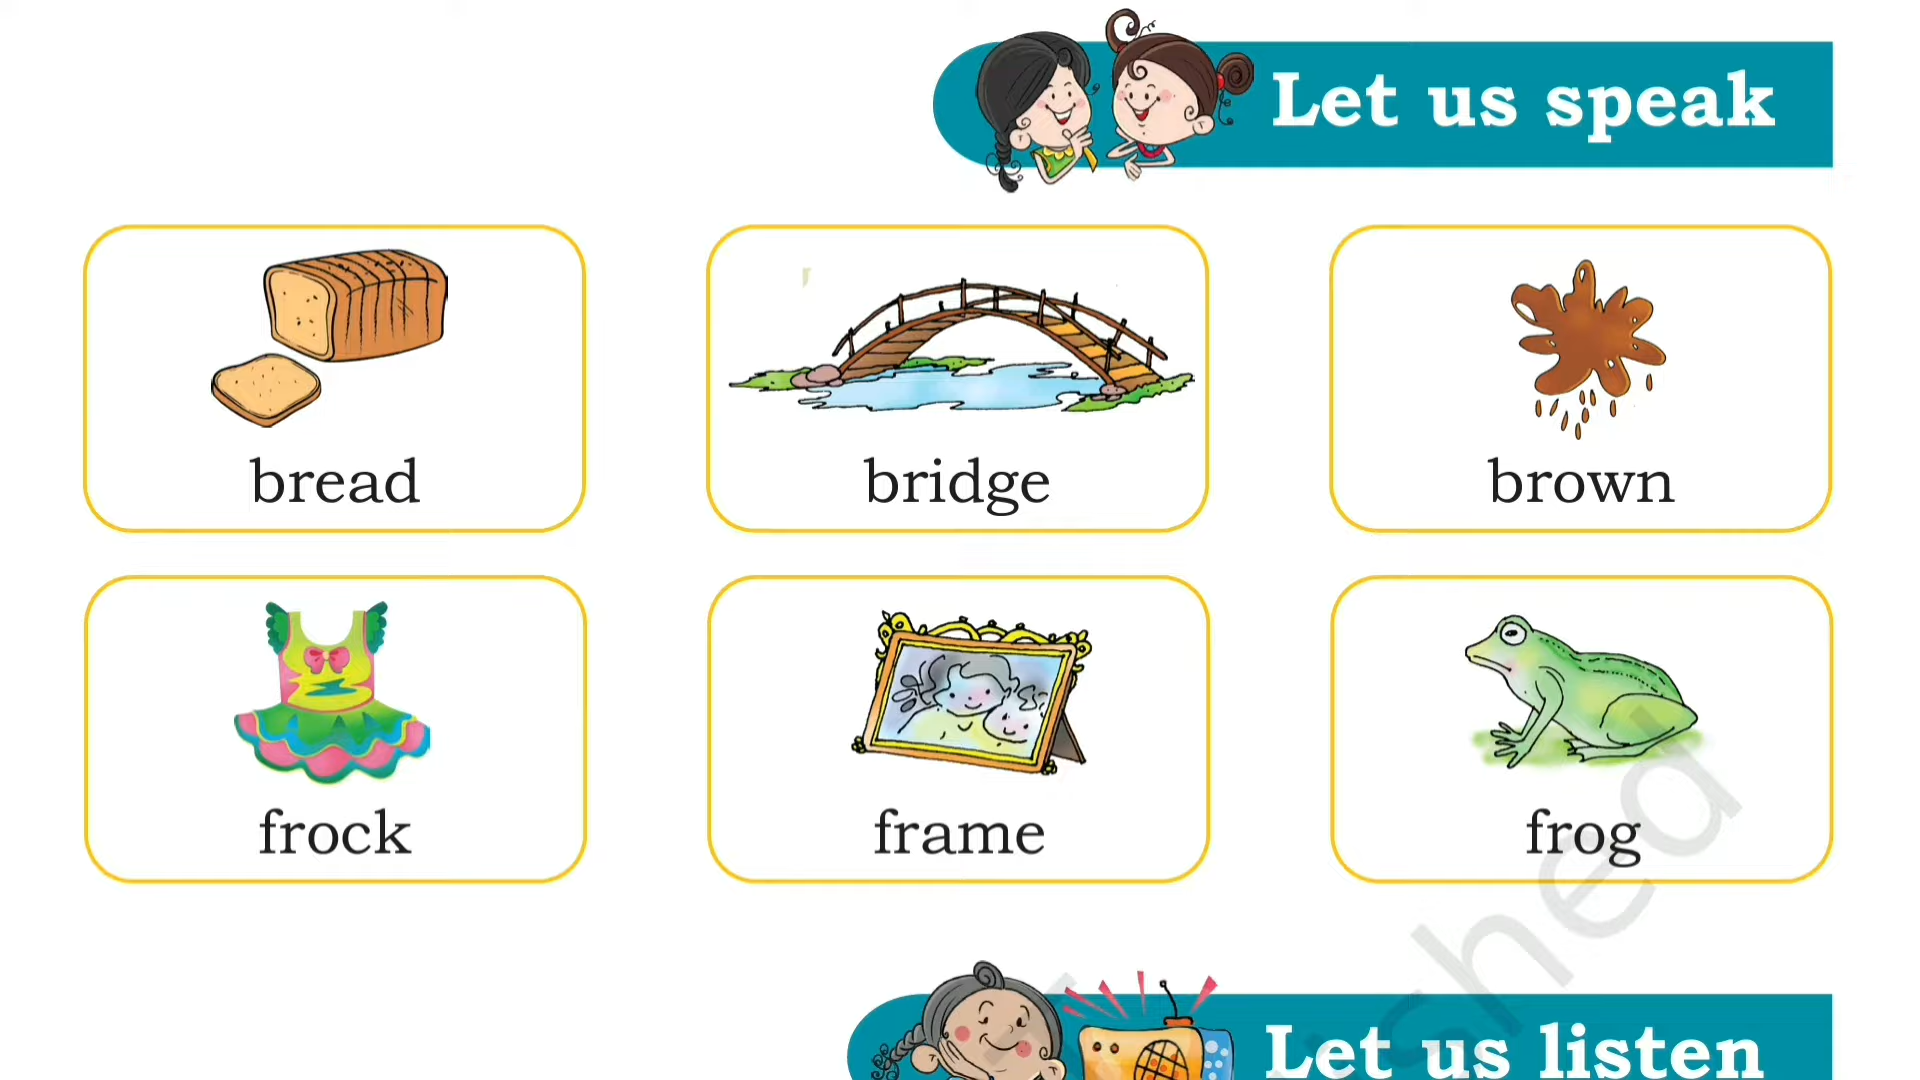 Let us speak
bread
bridge
brown
frock
frame
frog
Let us listen